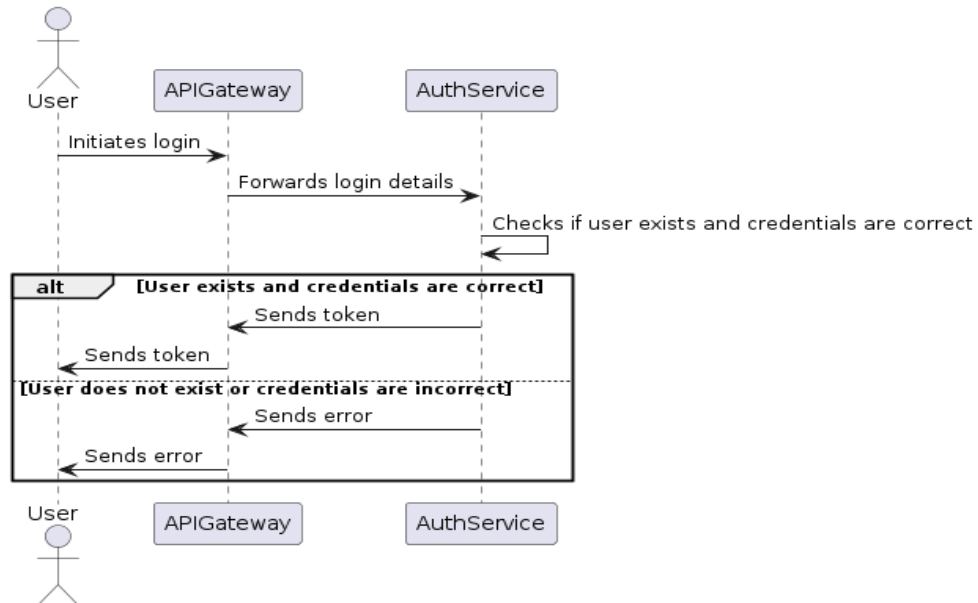 User
APIGateway
AuthService
Initiates login
Forwards login details
Checks if user exists and credentials are correct
alt
[User exists and credentials are correct]
Sends token
Sends token
[User does not exist or credentials are incorrect]
Sends error
Sends error
User
APIGateway
AuthService